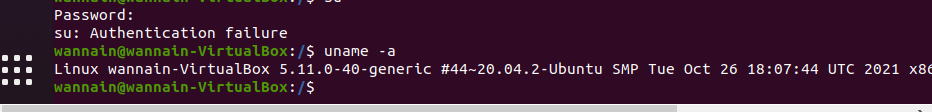 Password:
su: Authentication failure
wannain@wannain-VirtualBox:/$ uname -a
Linux wannain-VirtualBox 5.11.0-40-generic #44~20.04.2-Ubuntu SMP Tue Oct 26 18:07:44 UTC 2021 x86
wannain@wannain-VirtualBox:/$